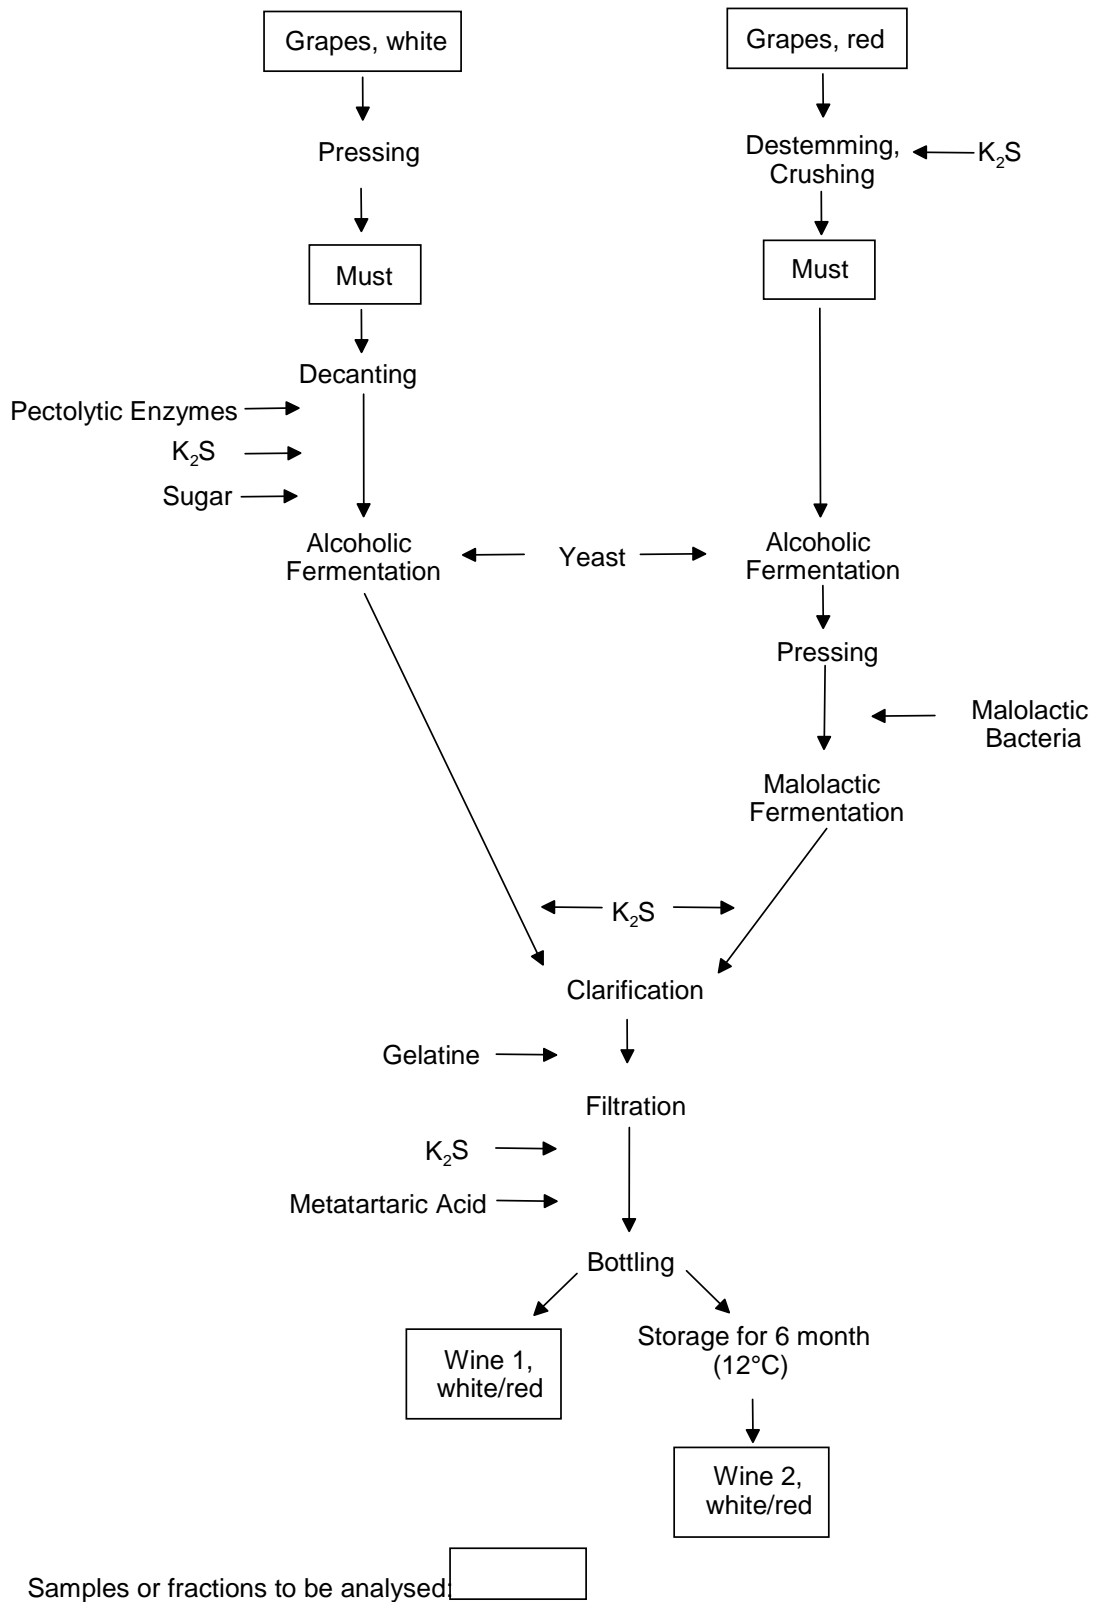 Grapes, white
Grapes, red
Pressing
Destemming,
Crushing
K₂S
Must
Must
Decanting
Pectolytic Enzymes
K₂S
Sugar
Alcoholic
Fermentation
Yeast
Alcoholic
Fermentation
Pressing
Malolactic
Bacteria
Malolactic
Fermentation
K₂S
Clarification
Gelatine
Filtration
K₂S
Metatartaric Acid
Bottling
Wine 1,
white/red
Storage for 6 month
(12°C)
Wine 2,
white/red
Samples or fractions to be analysed: